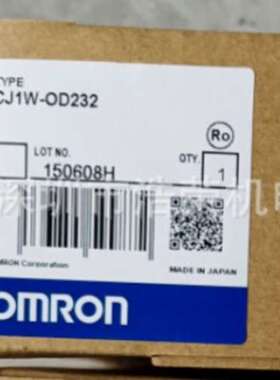 TYPE
CJ1W-OD232
Ro
LOT NO.
QTY.
150608H
1
OMRON Corporation
MADE IN JAPAN
OMRON